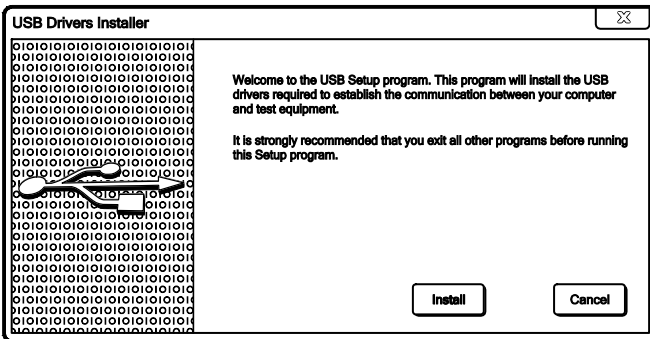 USB Drivers Installer
Welcome to the USB Setup program. This program will install the USB
drivers required to establish the communication between your computer
and test equipment.
It is strongly recommended that you exit all other programs before running
this Setup program.
Install
Cancel